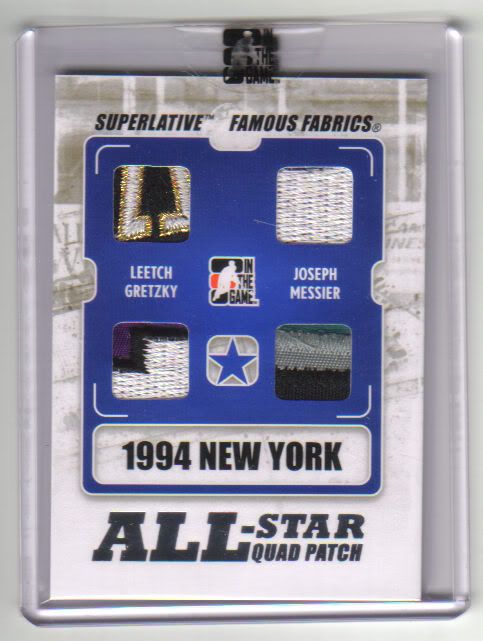 IN
THE
GAME
SUPERLATIVE™ FAMOUS FABRICS®
LEETCH
GRETZKY
IN
THE
GAME
JOSEPH
MESSIER
1994 NEW YORK
ALL-STAR
QUAD PATCH